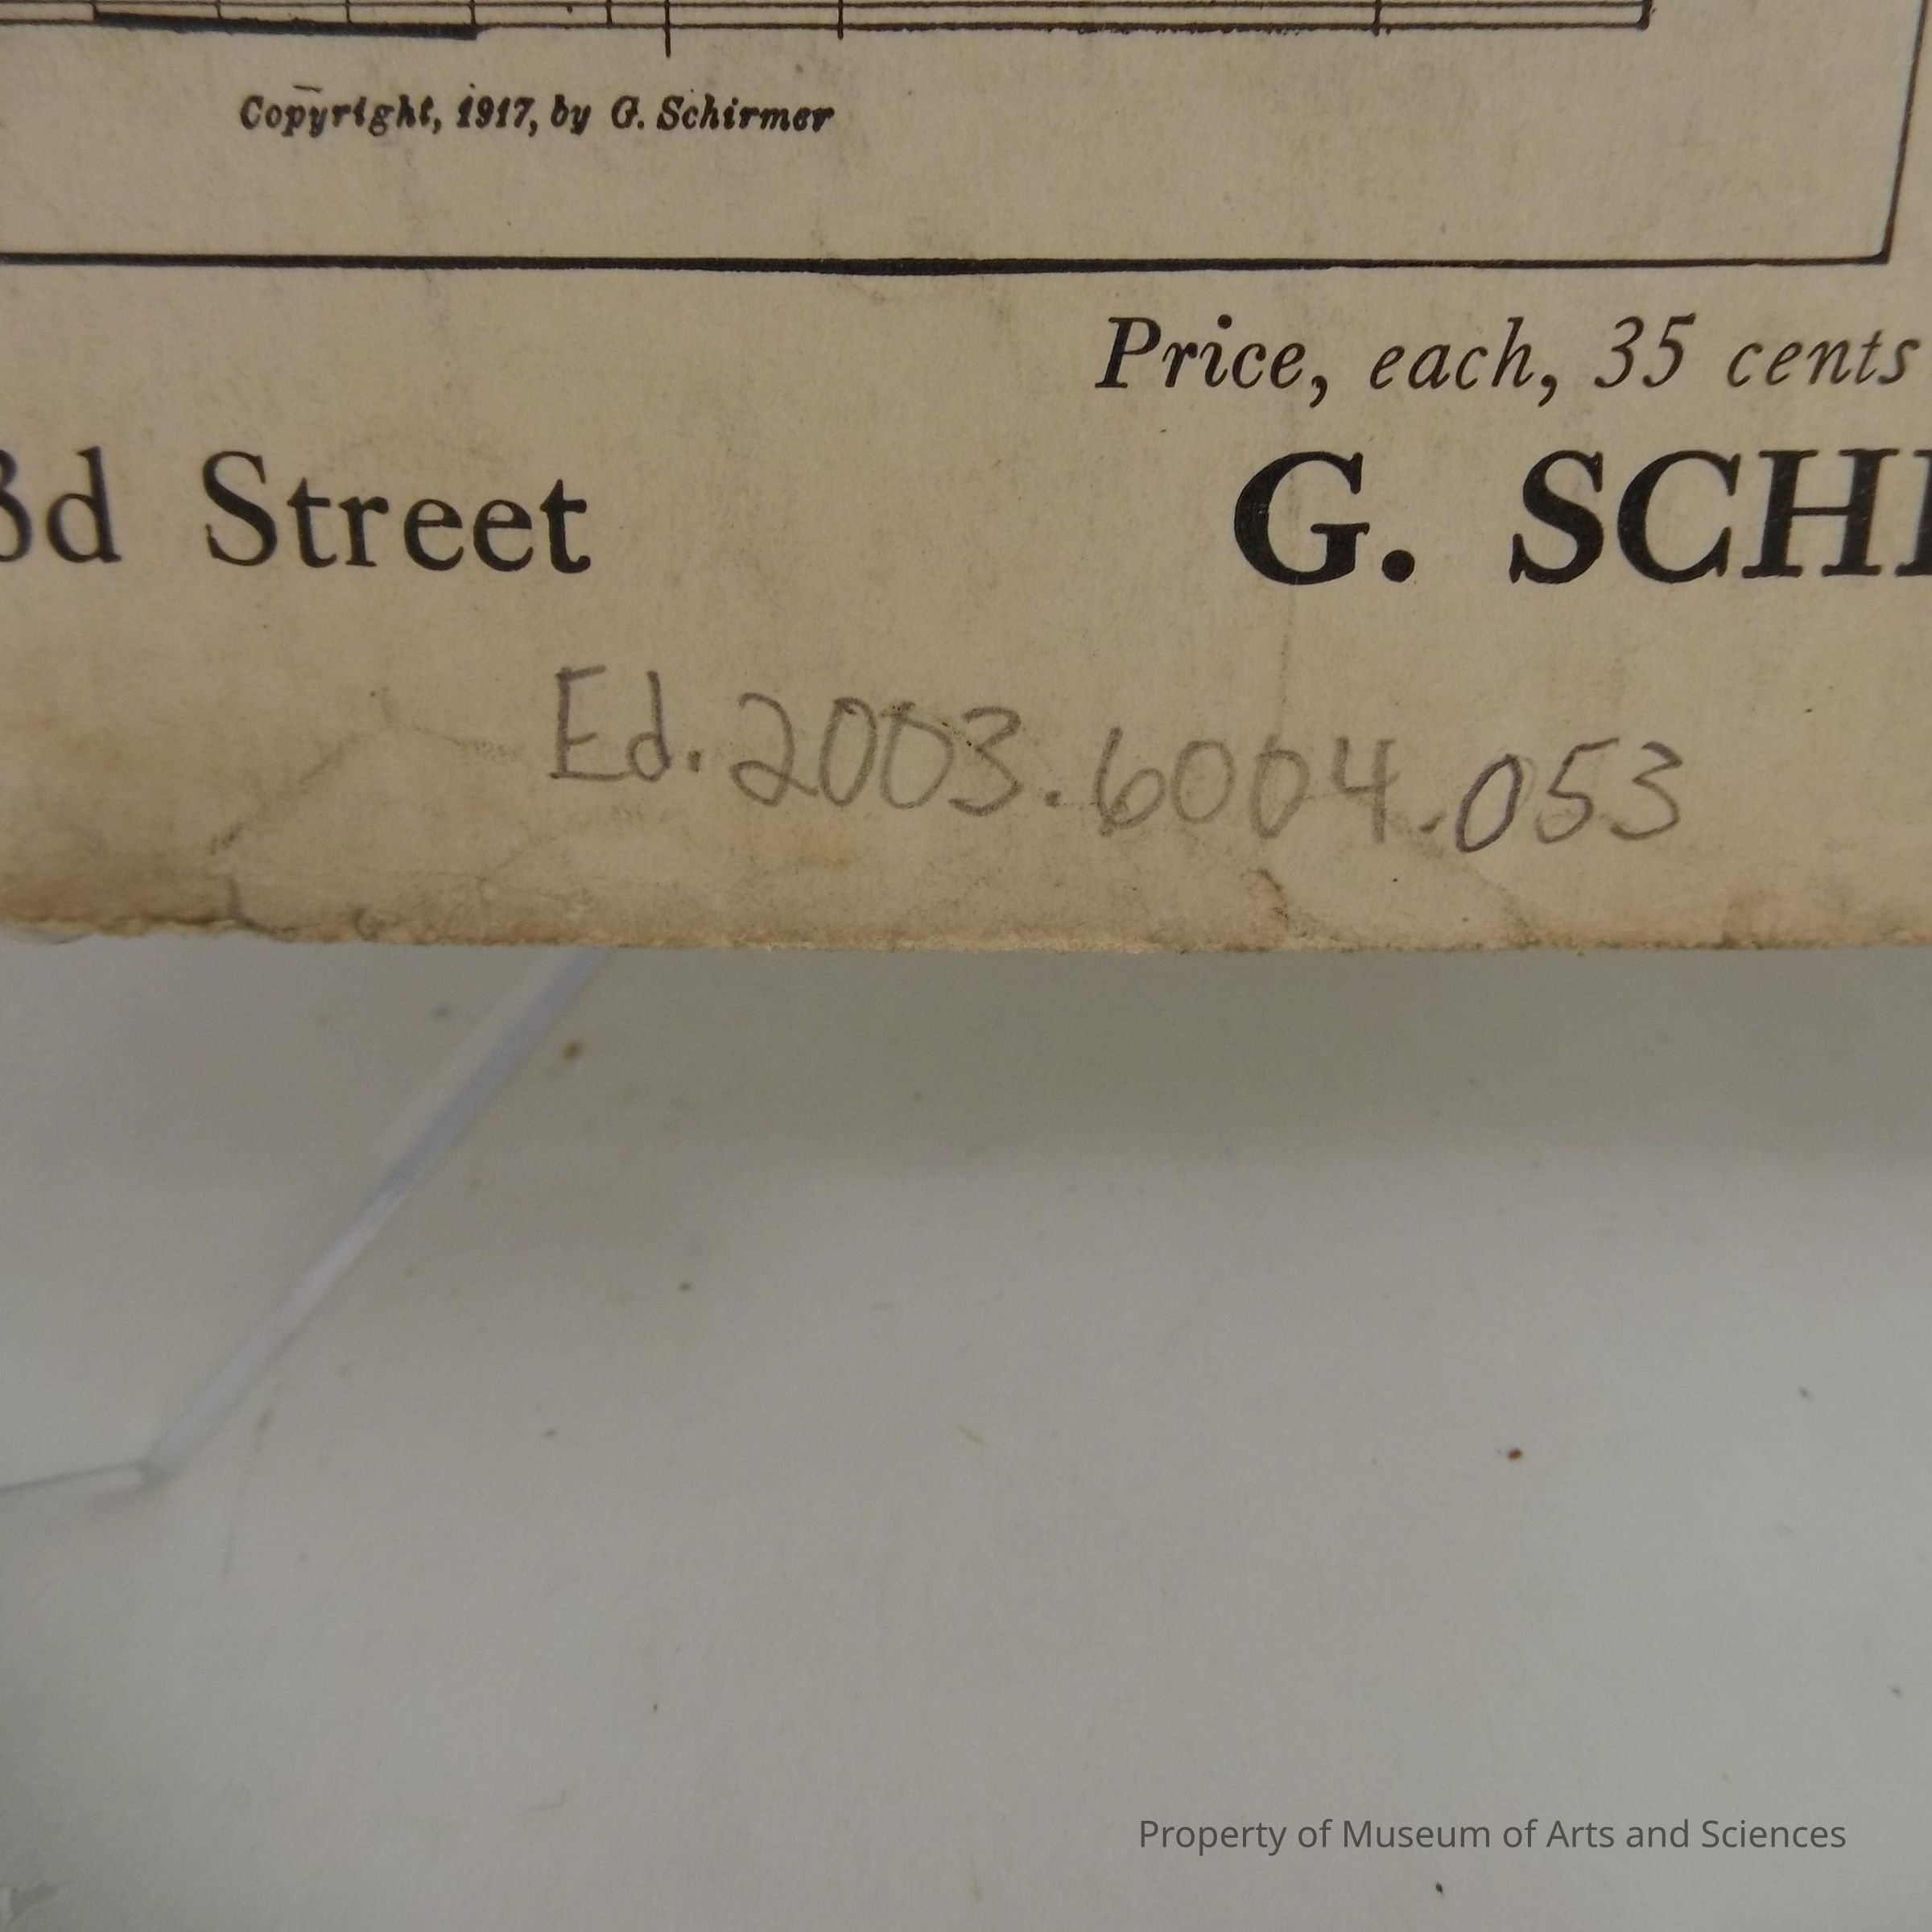 Copyright, 1917, by G. Schirmer
Price, each, 35 cents
3d Street G. SCHI
Ed. 2003.6004.053
Property of Museum of Arts and Sciences